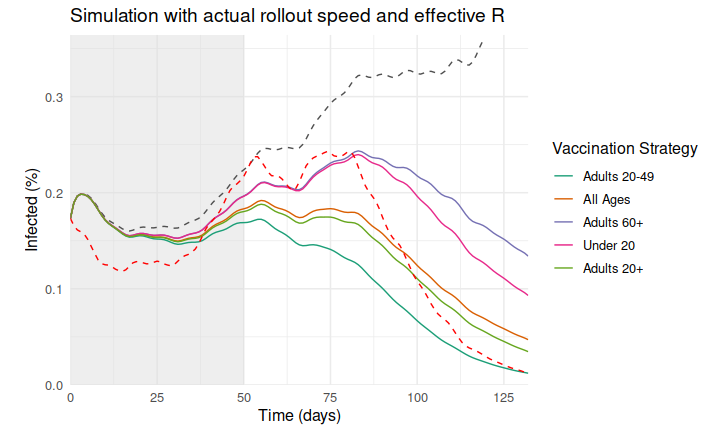 Simulation with actual rollout speed and effective R
Infected (%)
0.3
0.2
0.1
0.0
0 25 50 75 100 125
Time (days)
Vaccination Strategy
Adults 20-49
All Ages
Adults 60+
Under 20
Adults 20+